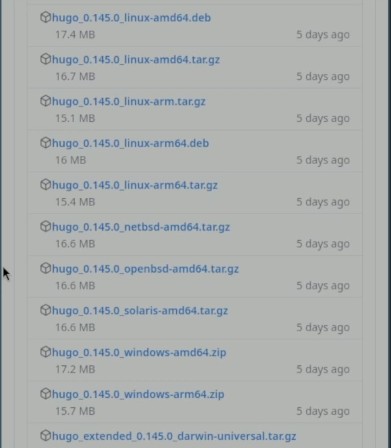 hugo_0.145.0_linux-amd64.deb
17.4 MB 5 days ago
hugo_0.145.0_linux-amd64.tar.gz
16.7 MB 5 days ago
hugo_0.145.0_linux-arm.tar.gz
15.1 MB 5 days ago
hugo_0.145.0_linux-arm64.deb
16 MB 5 days ago
hugo_0.145.0_linux-arm64.tar.gz
15.4 MB 5 days ago
hugo_0.145.0_netbsd-amd64.tar.gz
16.6 MB 5 days ago
hugo_0.145.0_openbsd-amd64.tar.gz
16.6 MB 5 days ago
hugo_0.145.0_solaris-amd64.tar.gz
16.6 MB 5 days ago
hugo_0.145.0_windows-amd64.zip
17.2 MB 5 days ago
hugo_0.145.0_windows-arm64.zip
15.7 MB 5 days ago
hugo_extended_0.145.0_darwin-universal.tar.gz